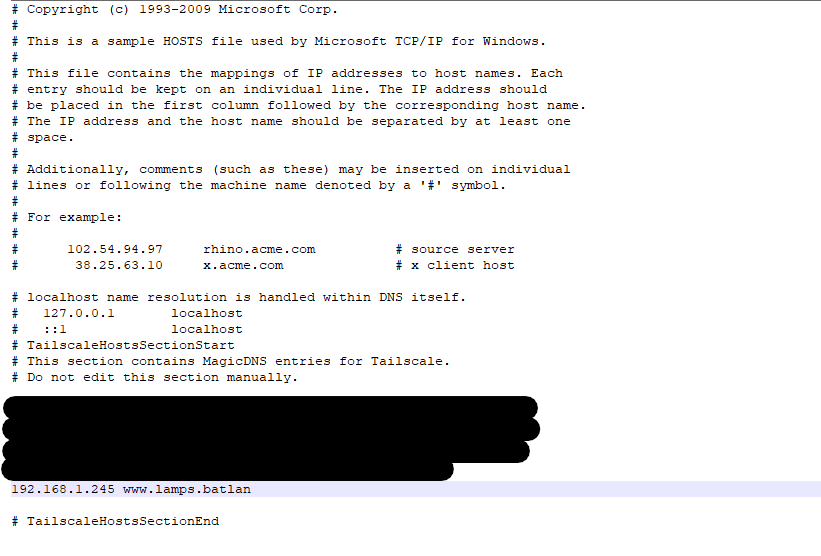 # Copyright (c) 1993-2009 Microsoft Corp.
#
# This is a sample HOSTS file used by Microsoft TCP/IP for Windows.
#
# This file contains the mappings of IP addresses to host names. Each
# entry should be kept on an individual line. The IP address should
# be placed in the first column followed by the corresponding host name.
# The IP address and the host name should be separated by at least one
# space.
#
# Additionally, comments (such as these) may be inserted on individual
# lines or following the machine name denoted by a '#' symbol.
#
# For example:
#
#      102.54.94.97     rhino.acme.com          # source server
#       38.25.63.10     x.acme.com              # x client host

# localhost name resolution is handled within DNS itself.
#   127.0.0.1       localhost
#   ::1             localhost
# TailscaleHostsSectionStart
# This section contains MagicDNS entries for Tailscale.
# Do not edit this section manually.

192.168.1.245 www.lamps.batlan

# TailscaleHostsSectionEnd